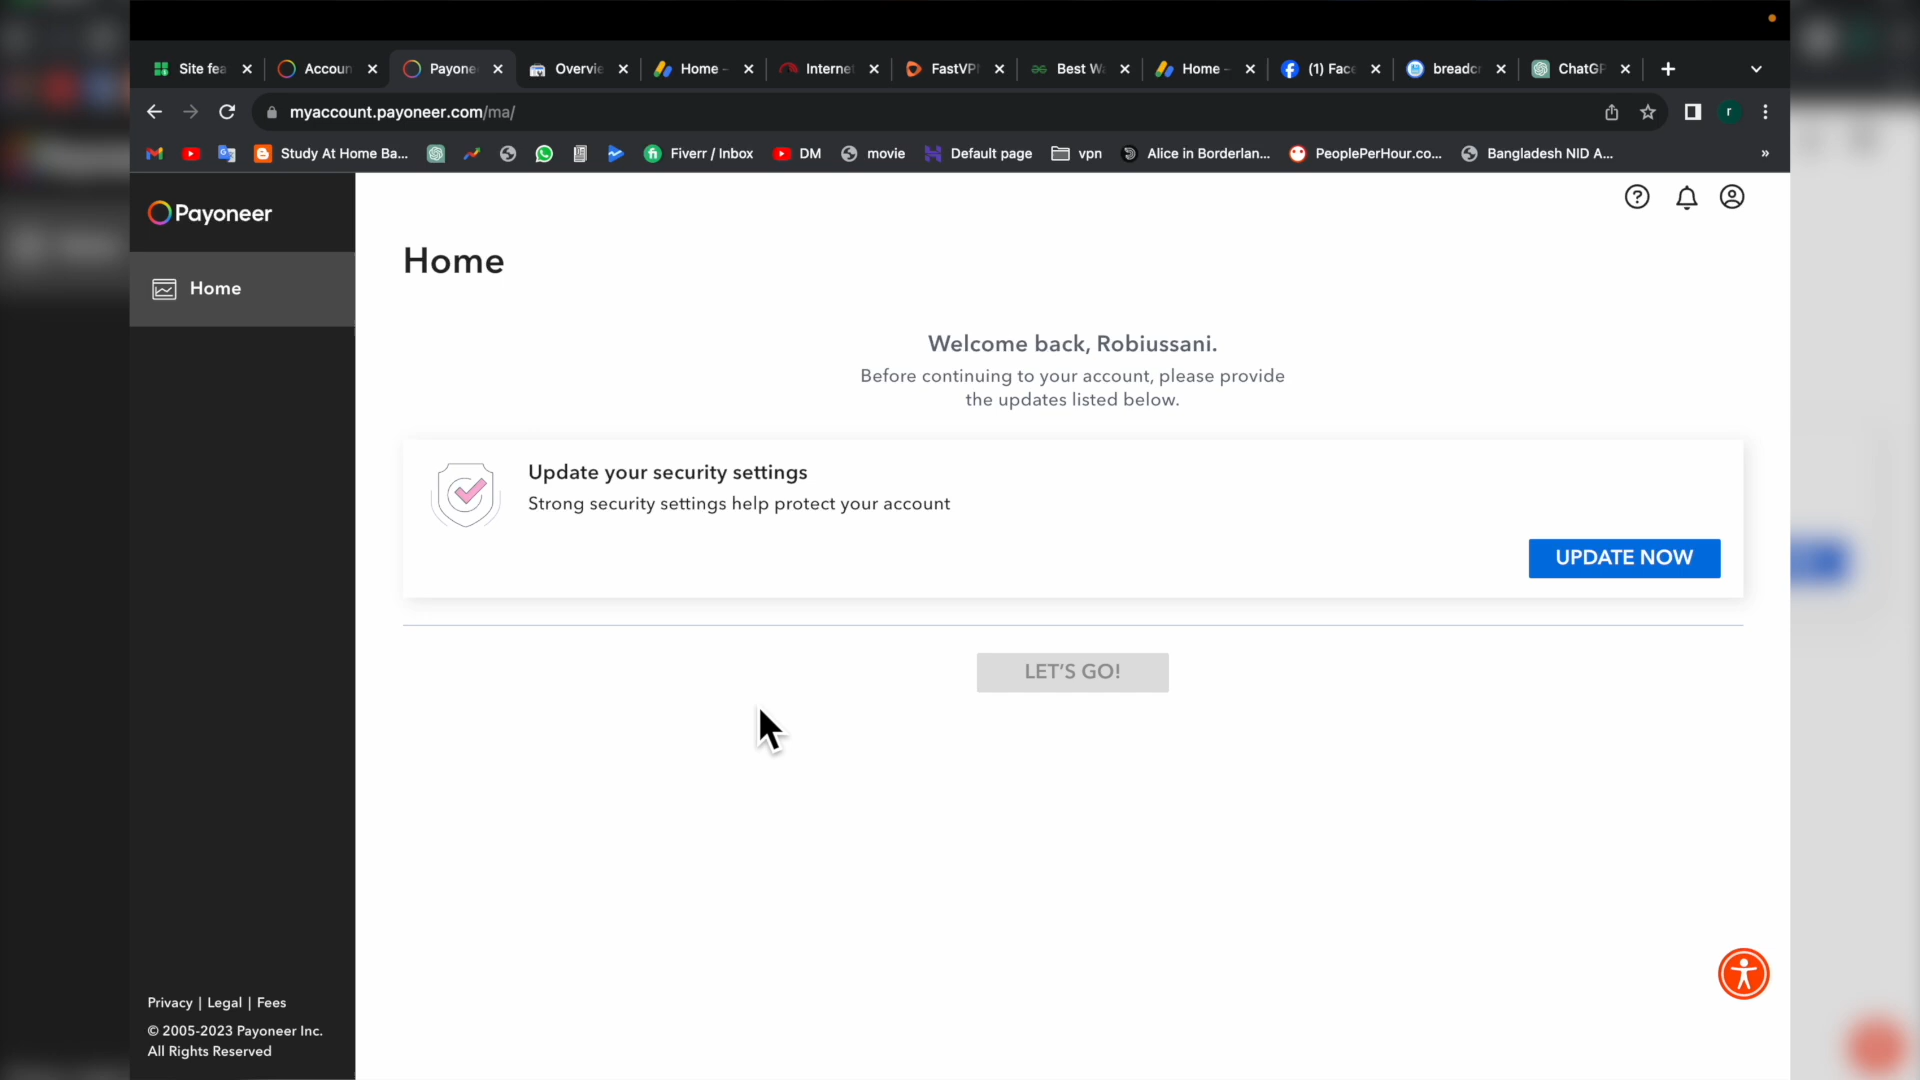 Site fea
Accoun
Payone
Overvie
Home -
Internet
FastVP
Best W
Home -
(1) Face
breadcr
ChatGP
myaccount.payoneer.com/ma/
r
Study At Home Ba...
Fiverr / Inbox
DM
movie
Default page
vpn
Alice in Borderlan...
PeoplePerHour.co...
Bangladesh NID A...
»
Payoneer
Home
Home
Welcome back, Robiussani.
Before continuing to your account, please provide
the updates listed below.
Update your security settings
Strong security settings help protect your account
UPDATE NOW
LET'S GO!
Privacy | Legal | Fees
© 2005-2023 Payoneer Inc.
All Rights Reserved